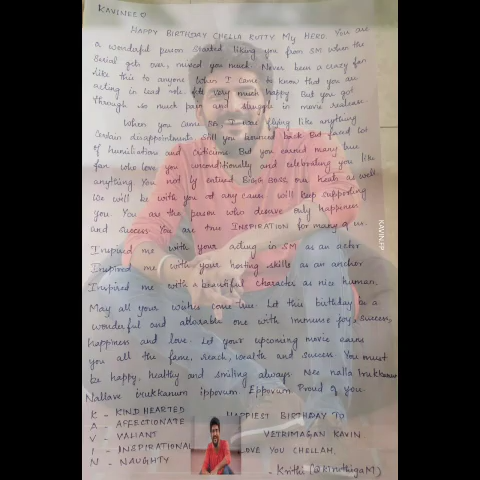 KAVINEE
HAPPY BIRTHDAY CHELLA KUTTY My HERO. You are
a wonderful person started liking you from SM when the
Serial gets over, missed you much. Never been a crazy fan
like this to anyone when I came to know that you are
acting in lead role felt very much happy But you got
through so much pain and struggle in movie release
When you came I was flying like anything
Certain disappointments still you bounced back But faced lot
of humiliations and criticisms But you earned many true
fan who love you unconditionally and celebrating you like
anything You not only entered BIGG BOSS our heart as well
We will be with you at any cause will keep supporting
you You are the person who deserve only happiness
and success You are true INSPIRATION for many of us
Inspired me with your acting in SM as an actor
Inspired me with your hosting skills as an anchor
Inspired me with a beautiful character as nice human.
May all your wishes come true Let this birthday be a
wonderful and adorable one with immense joy, success,
happiness and love. Let your upcoming movie earns
you all the fame, reach, wealth and success You must
be happy, healthy and smiling always Nee nalla irukkanum
Nallave irukkanum ippovum Eppovum Proud of you.
K - KIND HEARTED
A - AFFECTIONATE
V - VALIANT
I - INSPIRATIONAL
N - NAUGHTY
HAPPIEST BIRTHDAY TO
VETRIMAGAN KAVIN
LOVE YOU CHELLAM
- Krithi